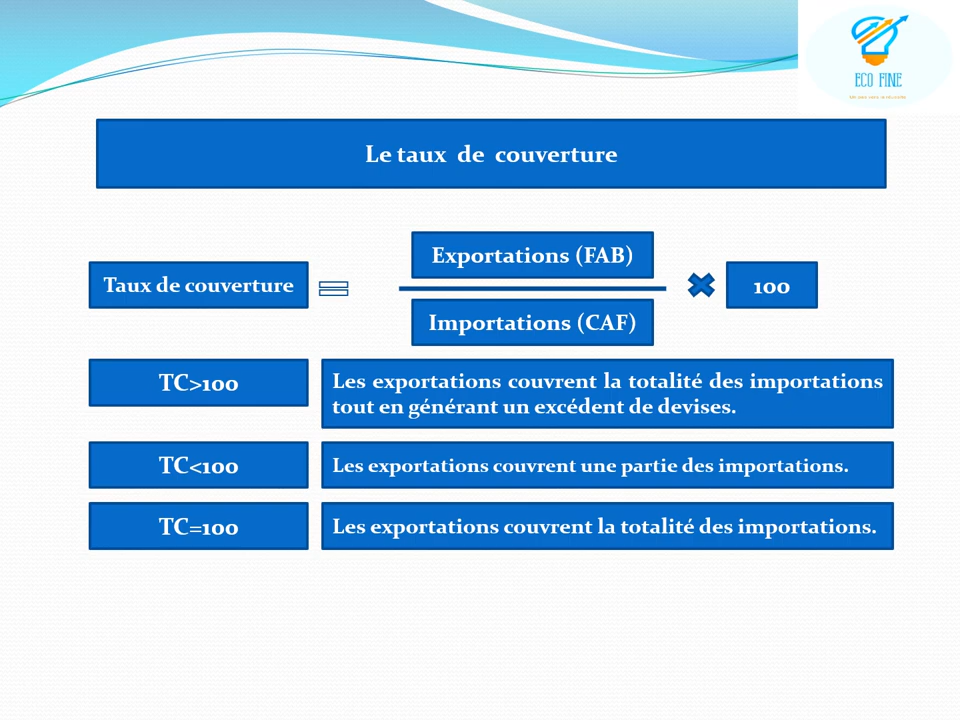 ECO FINE
Le taux de couverture
Exportations (FAB)
Taux de couverture
100
Importations (CAF)
TC>100
Les exportations couvrent la totalité des importations
tout en générant un excédent de devises.
TC<100
Les exportations couvrent une partie des importations.
TC=100
Les exportations couvrent la totalité des importations.